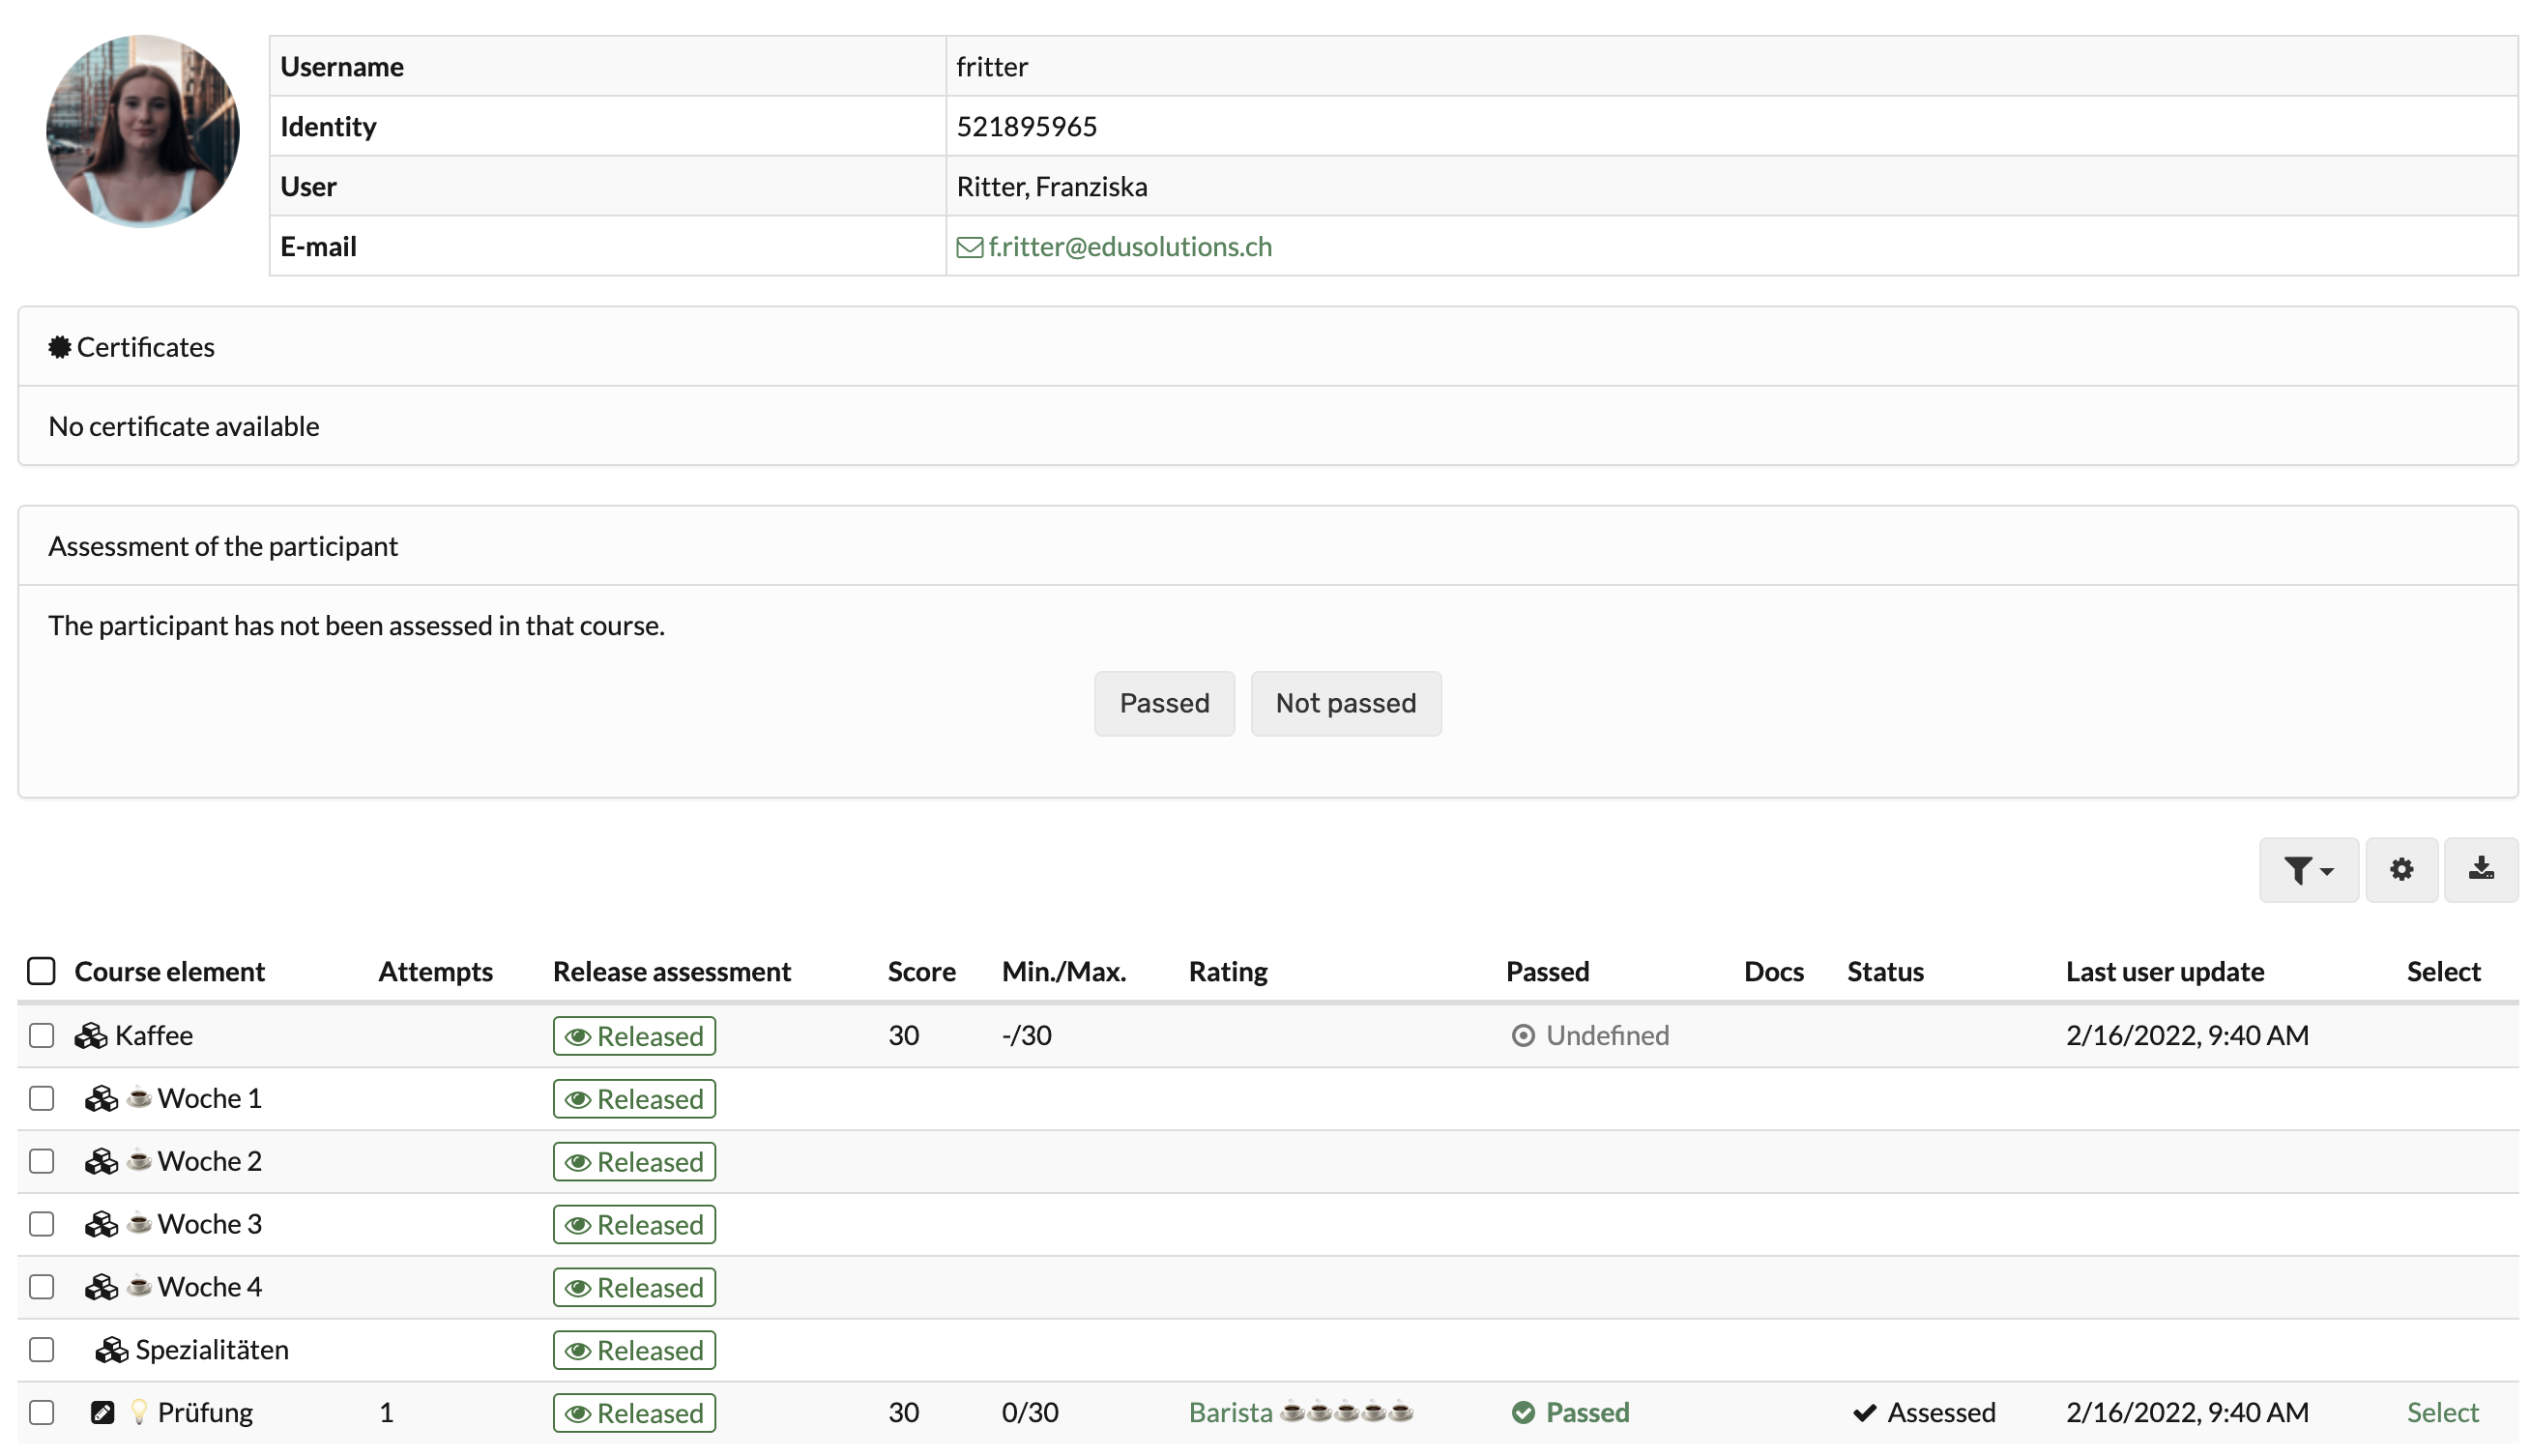 Username fritter
Identity 521895965
User Ritter, Franziska
E-mail f.ritter@edusolutions.ch
Certificates
No certificate available
Assessment of the participant
The participant has not been assessed in that course.
Passed Not passed
Course element Attempts Release assessment Score Min./Max. Rating Passed Docs Status Last user update Select
Kaffee Released 30 -/30 Undefined 2/16/2022, 9:40 AM
☕ Woche 1 Released
☕ Woche 2 Released
☕ Woche 3 Released
☕ Woche 4 Released
Spezialitäten Released
💡 Prüfung 1 Released 30 0/30 Barista ☕☕☕☕☕ Passed Assessed 2/16/2022, 9:40 AM Select